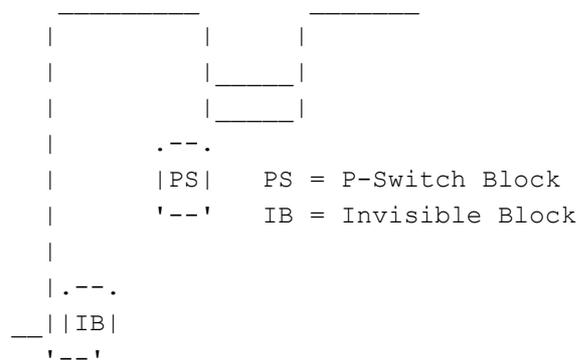 PS PS = P-Switch Block
IB = Invisible Block
IB